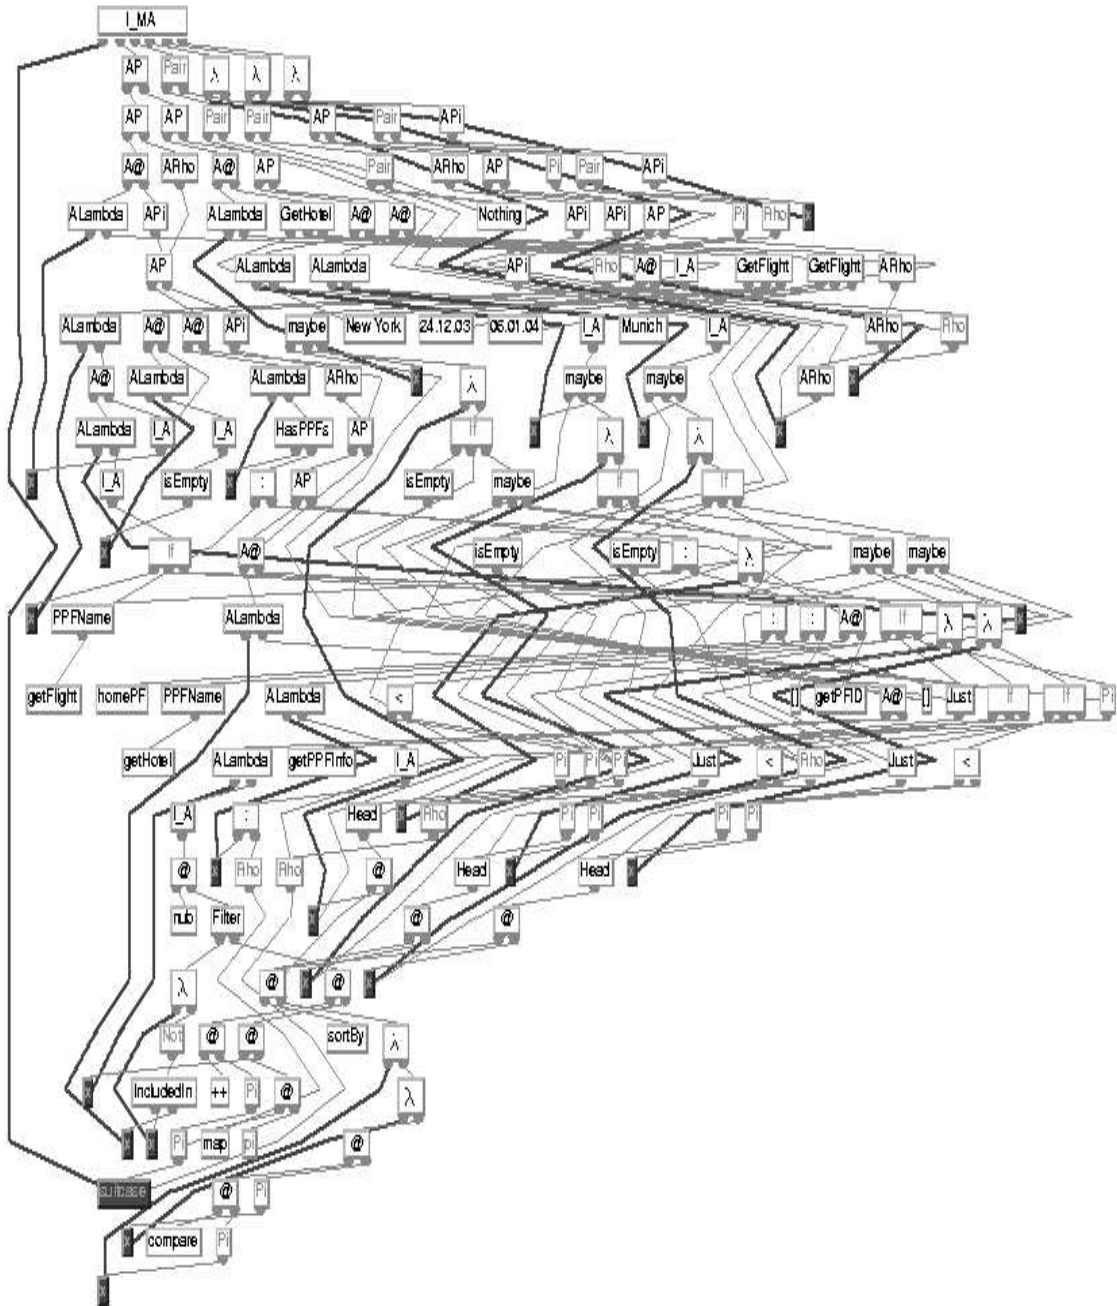 I_MA
AP Pair λ λ λ
AP AP Pair Pair AP Pair APi
A@ ARho A@ AP Pair ARho AP Pi Pair APi
ALambda APi ALambda GetHotel A@ A@ Nothing APi APi AP Pi Rho x
AP ALambda ALambda APi Rho A@ I_A GetFlight GetFlight ARho
ALambda A@ A@ APi maybe New York 24.12.03 06.01.04 I_A Munich I_A ARho Rho
A@ ALambda ALambda ARho x λ maybe maybe ARho x
ALambda I_A I_A HasPPFs AP If x λ x λ x
x I_A isEmpty x : AP isEmpty maybe If If
x If A@ isEmpty isEmpty : λ maybe maybe
x PPFName ALambda : : A@ If λ λ x
getFlight homePF PPFName ALambda < [] getPFID A@ [] Just If If Pi
getHotel ALambda getPPFInfo I_A Pi Pi Pi Just < Rho Just <
I_A : Head x Rho Pi Pi Pi Pi
@ x Rho Rho @ Head x Head x
nub Filter x @ @
λ @ x @ x
Not @ @ sortBy λ
x IncludedIn ++ Pi @ λ
x x Pi map pi @
suitcase @ Pi
x compare Pi
x